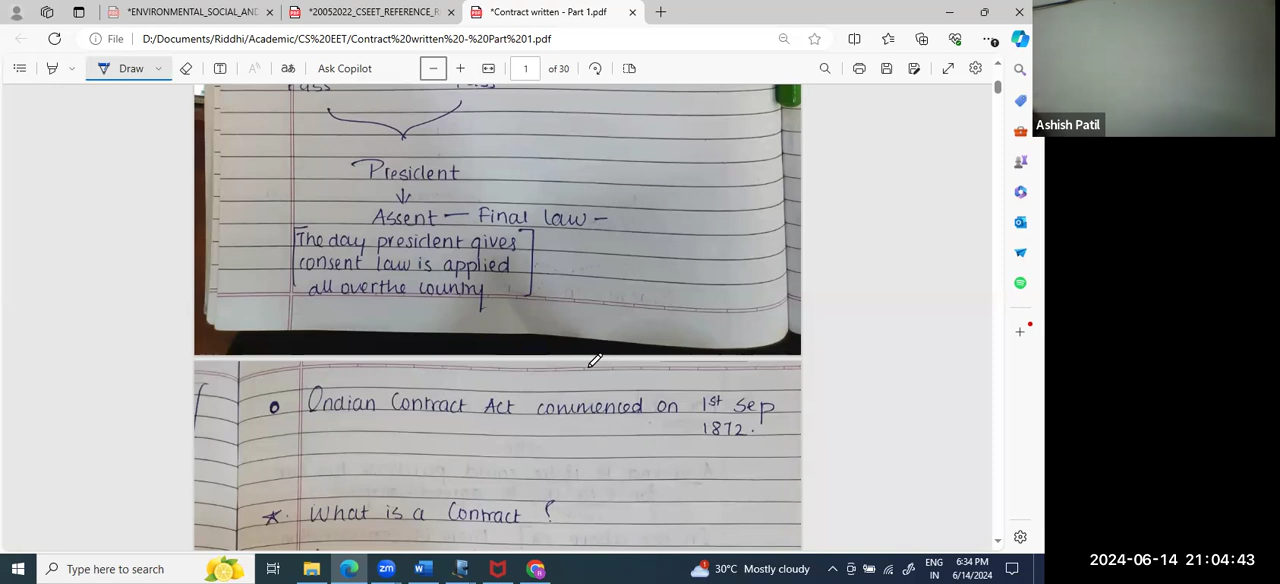 *ENVIRONMENTAL_SOCIAL_AND_
*20052022_CSEET_REFERENCE_R
*Contract written - Part 1.pdf
File
D:/Documents/Riddhi/Academic/CS%20EET/Contract%20written%20-%20Part%201.pdf
Draw
Ask Copilot
1
of 30
Ashish Patil
President
Assent — Final law –
The day president gives
consent law is applied
all over the country
Indian Contract Act commenced on 1st Sep
1872.
What is a Contract ?
Type here to search
30°C Mostly cloudy
ENG
IN
6:34 PM
6/14/2024
2024-06-14 21:04:43